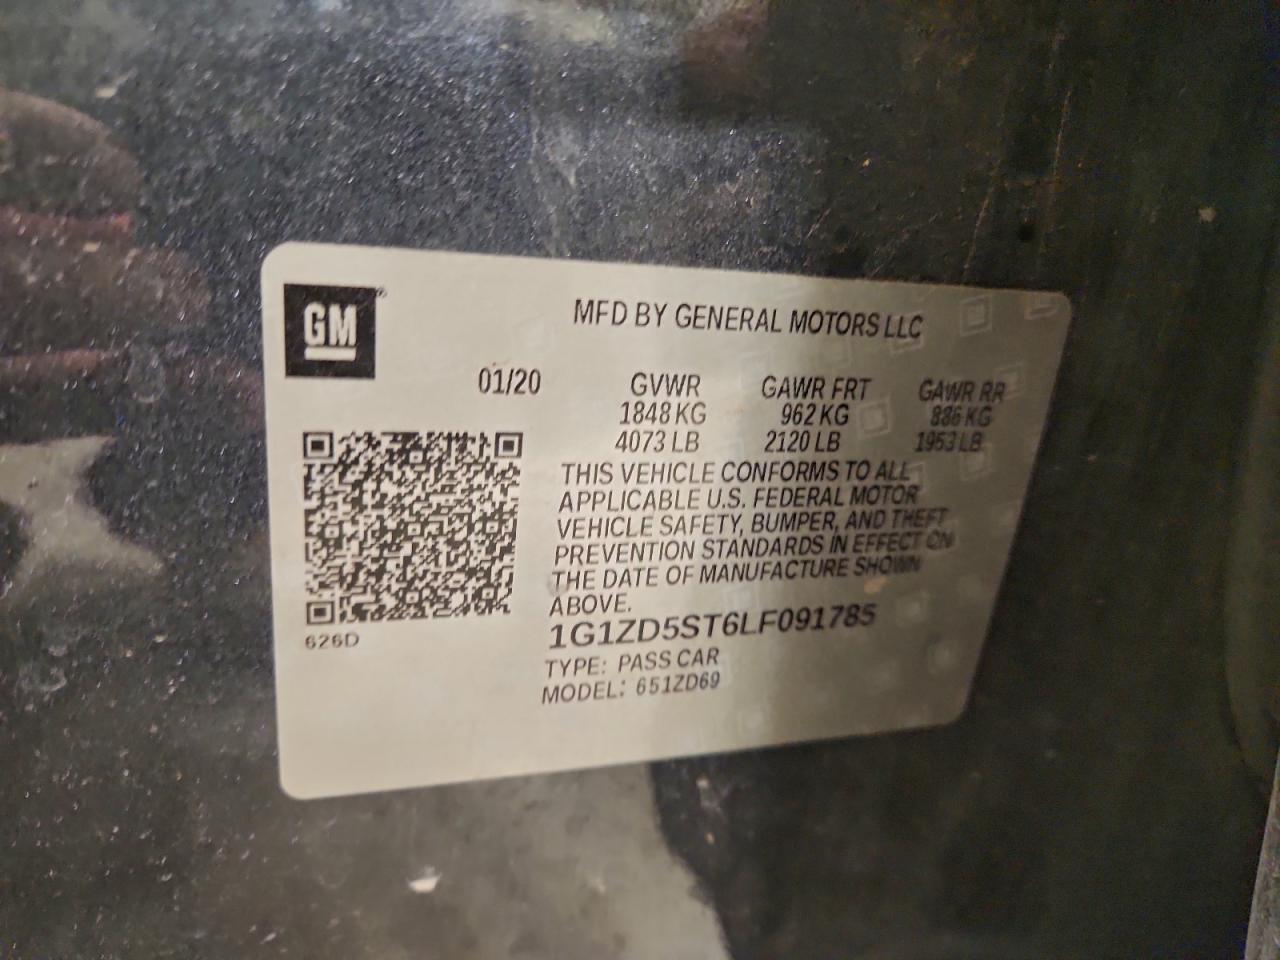 GM
MFD BY GENERAL MOTORS LLC
01/20 GVWR GAWR FRT GAWR RR
1848 KG 962 KG 886 KG
4073 LB 2120 LB 1953 LB
THIS VEHICLE CONFORMS TO ALL
APPLICABLE U.S. FEDERAL MOTOR
VEHICLE SAFETY, BUMPER, AND THEFT
PREVENTION STANDARDS IN EFFECT ON
THE DATE OF MANUFACTURE SHOWN
ABOVE.
1G1ZD5ST6LF091785
TYPE: PASS CAR
MODEL: 651ZD69
626D